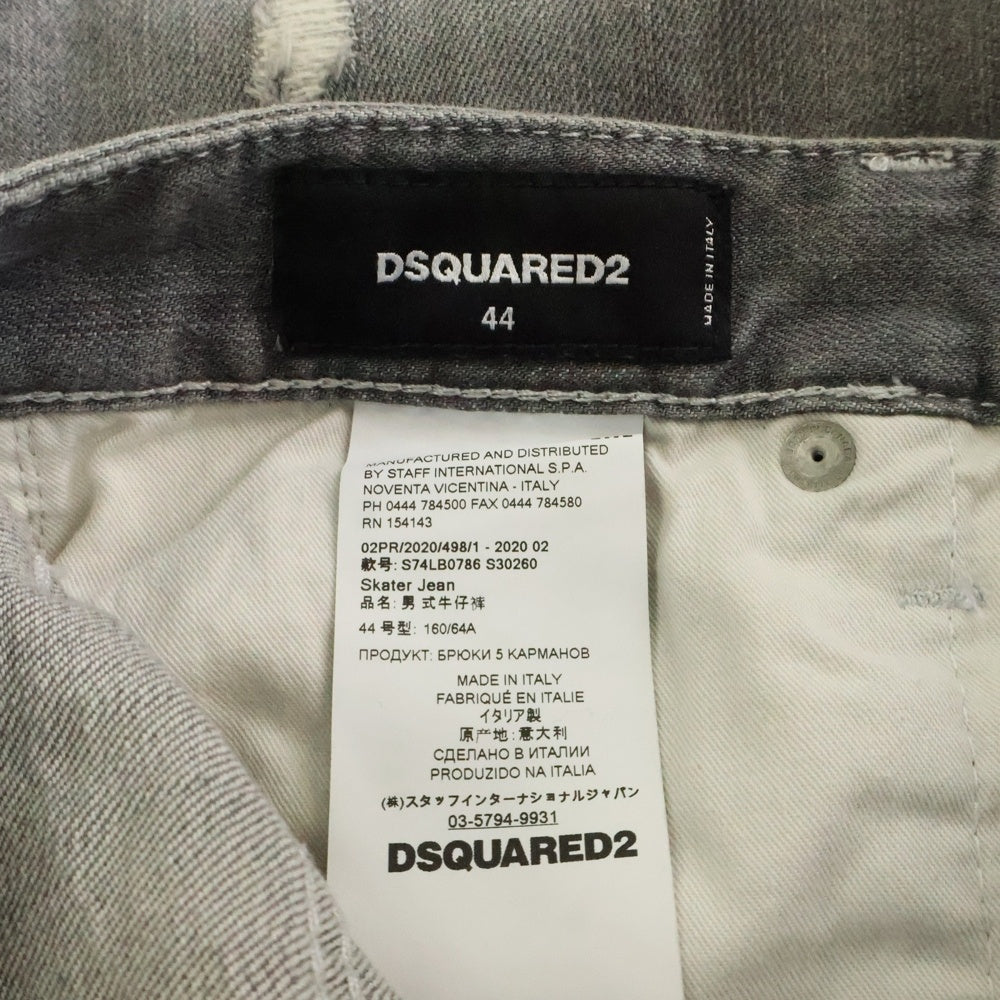 DSQUARED2
44
MADE IN ITALY
MANUFACTURED AND DISTRIBUTED
BY STAFF INTERNATIONAL S.P.A.
NOVENTA VICENTINA - ITALY
PH 0444 784500 FAX 0444 784580
RN 154143
02PR/2020/498/1 - 2020 02
款号: S74LB0786 S30260
Skater Jean
品名: 男 式牛仔裤
44 号型: 160/64A
ПРОДУКТ: БРЮКИ 5 КАРМАНОВ
MADE IN ITALY
FABRIQUÉ EN ITALIE
イタリア製
原产地: 意大利
СДЕЛАНО В ИТАЛИИ
PRODUZIDO NA ITALIA
(株)スタッフインターナショナルジャパン
03-5794-9931
DSQUARED2